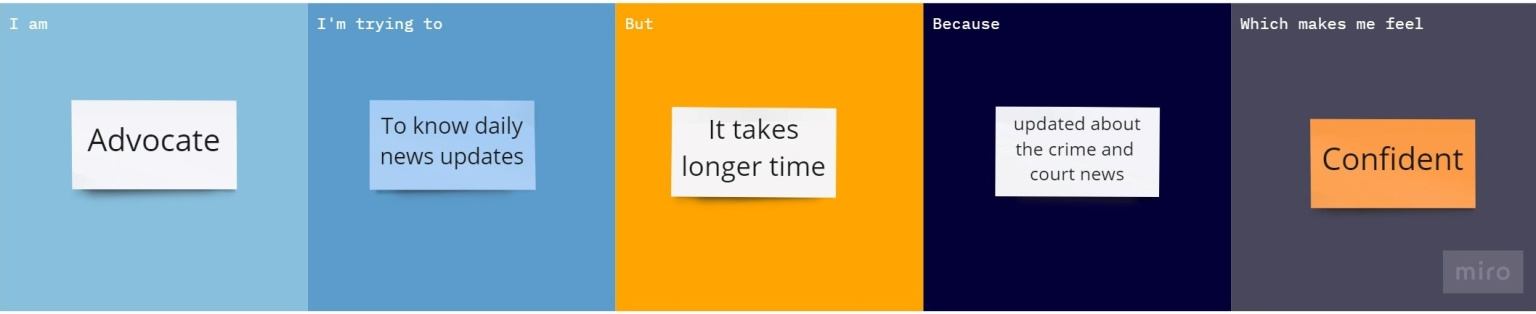 I am
Advocate
I'm trying to
To know daily
news updates
But
It takes
longer time
Because
updated about
the crime and
court news
Which makes me feel
Confident
miro